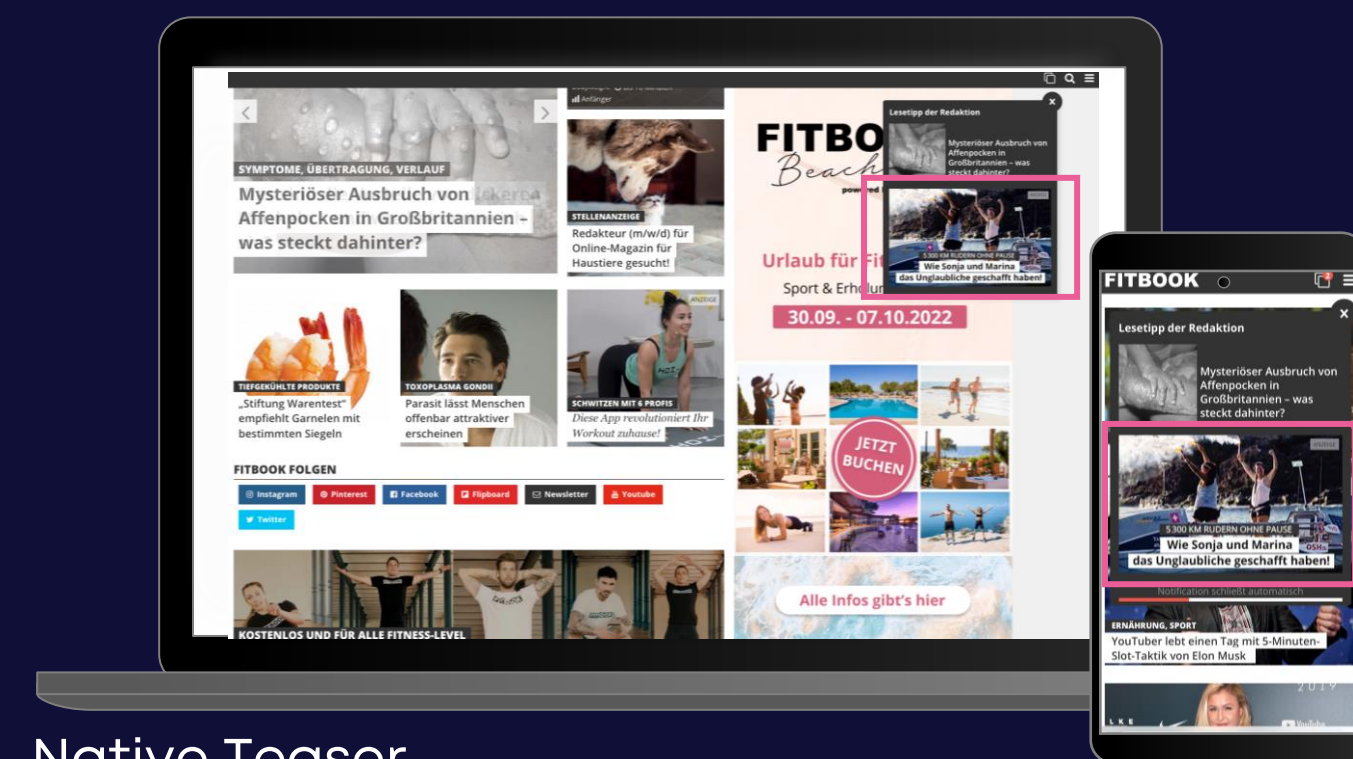 Anfänger
SYMPTOME, ÜBERTRAGUNG, VERLAUF
Mysteriöser Ausbruch von
Affenpocken in Großbritannien –
was steckt dahinter?
STELLENANZEIGE
Redakteur (m/w/d) für
Online-Magazin für
Haustiere gesucht!
TIEFGEKÜHLTE PRODUKTE
„Stiftung Warentest“
empfiehlt Garnelen mit
bestimmten Siegeln
TOXOPLASMA GONDII
Parasit lässt Menschen
offenbar attraktiver
erscheinen
ANZEIGE
SCHWITZEN MIT 6 PROFIS
Diese App revolutioniert Ihr
Workout zuhause!
FITBOOK FOLGEN
Instagram Pinterest Facebook Flipboard Newsletter Youtube
Twitter
KOSTENLOS UND FÜR ALLE FITNESS-LEVEL
FITBO
Beach
powered
Urlaub für Fit
Sport & Erholu
30.09. - 07.10.2022
JETZT
BUCHEN
Alle Infos gibt's hier
x
Lesetipp der Redaktion
Mysteriöser Ausbruch von
Affenpocken in
Großbritannien – was
steckt dahinter?
5 300 KM RUDERN OHNE PAUSE
Wie Sonja und Marina
das Unglaubliche geschafft haben!
FITBOOK
2
x
Lesetipp der Redaktion
Mysteriöser Ausbruch von
Affenpocken in
Großbritannien – was
steckt dahinter?
ANZEIGE
5 300 KM RUDERN OHNE PAUSE
Wie Sonja und Marina
das Unglaubliche geschafft haben!
Notification schließt automatisch
ERNÄHRUNG, SPORT
YouTuber lebt einen Tag mit 5-Minuten-
Slot-Taktik von Elon Musk
2019
LKE
YouTube
Native Teaser